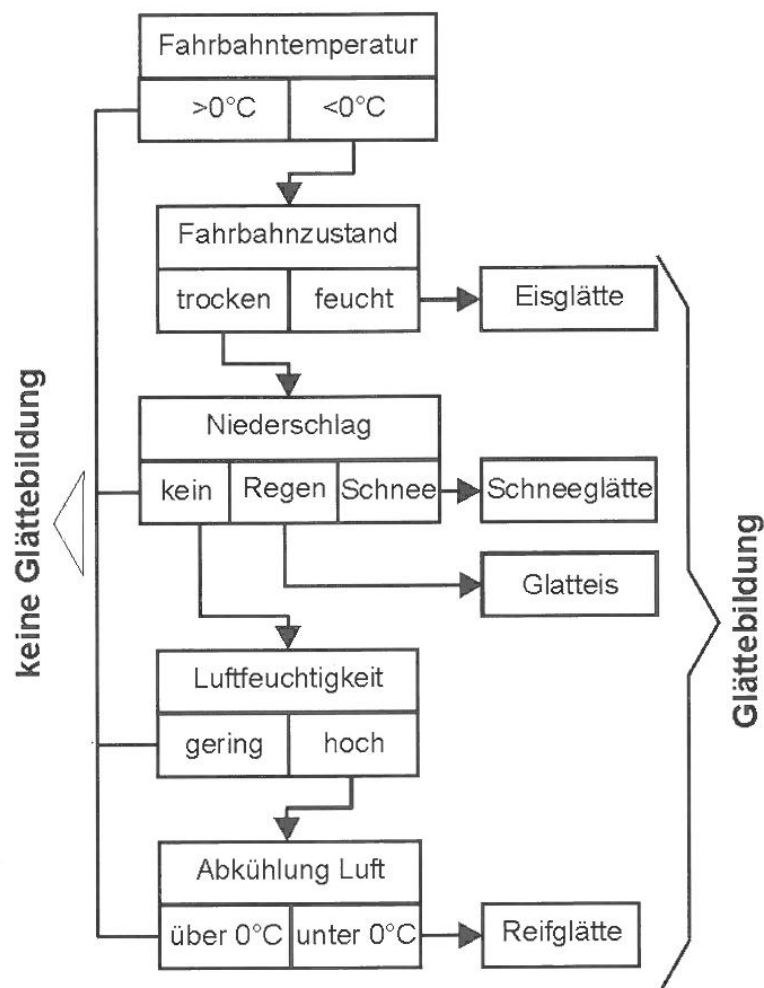 Fahrbahntemperatur
>0°C <0°C
Fahrbahnzustand
trocken feucht
Eisglätte
Niederschlag
kein Regen Schnee
Schneeglätte
Glatteis
Luftfeuchtigkeit
gering hoch
Abkühlung Luft
über 0°C unter 0°C
Reifglätte
keine Glättebildung
Glättebildung